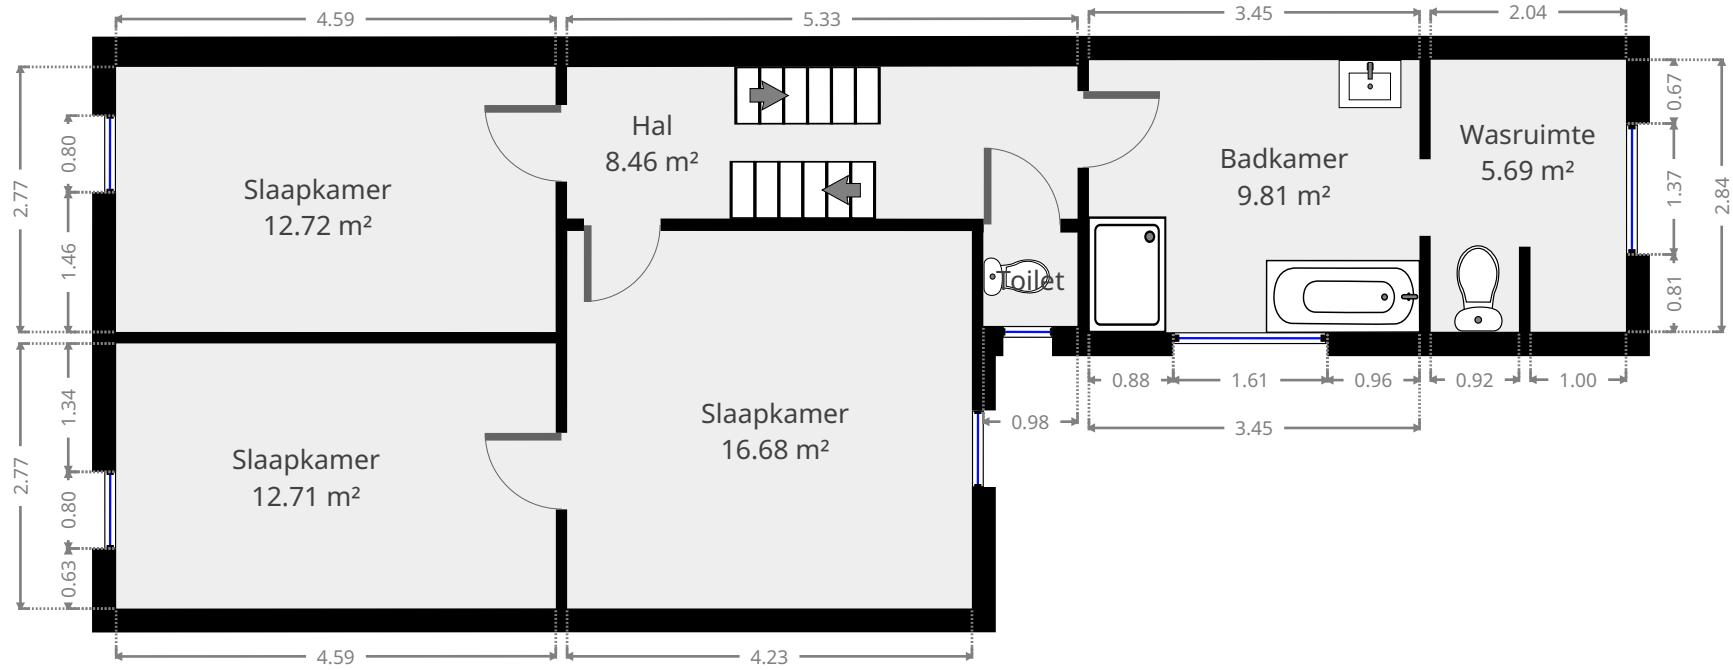 4.59
5.33
3.45
2.04
2.77
0.80
1.46
Slaapkamer
12.72 m²
Hal
8.46 m²
Badkamer
9.81 m²
Wasruimte
5.69 m²
0.67
1.37
0.81
2.84
Toilet
2.77
1.34
0.80
0.63
Slaapkamer
12.71 m²
Slaapkamer
16.68 m²
0.88
1.61
0.96
0.92
1.00
0.98
3.45
4.59
4.23